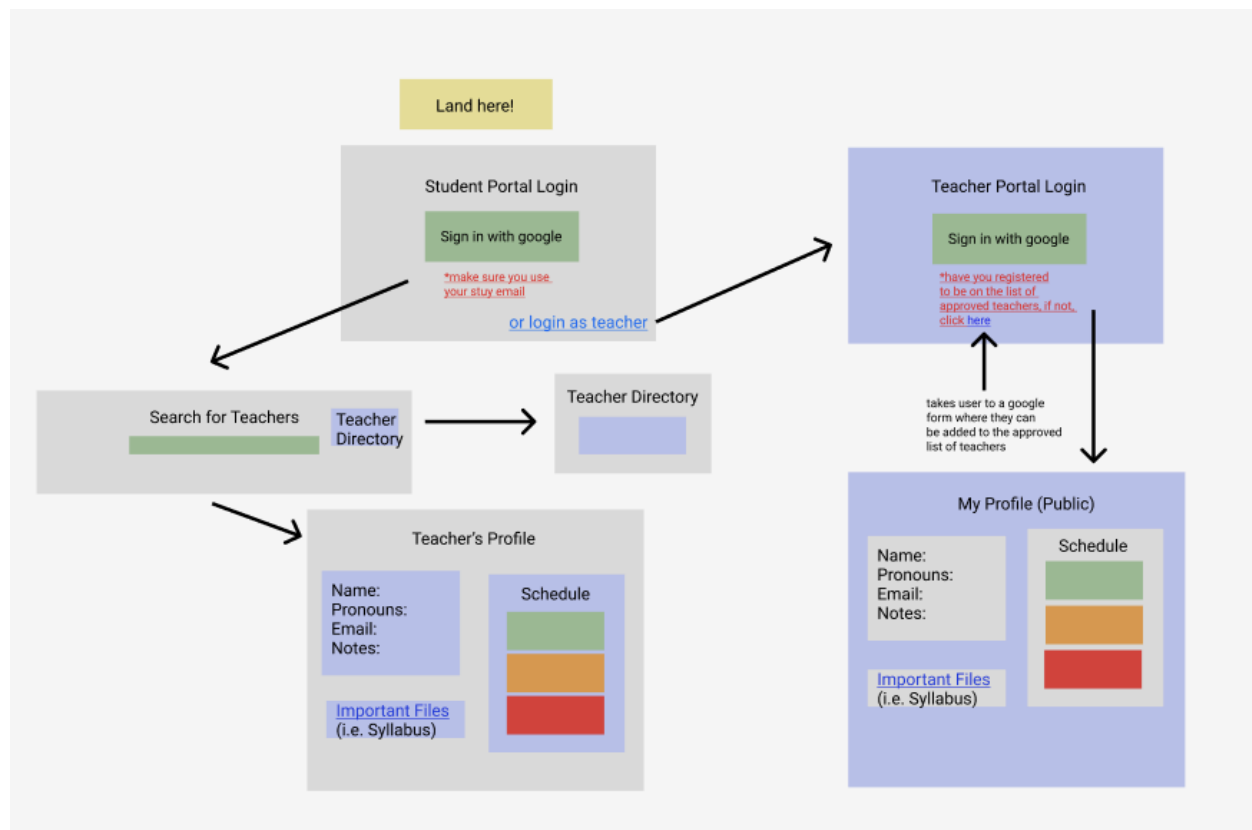 Land here!
Student Portal Login
Sign in with google
*make sure you use
your stuy email
or login as teacher
Teacher Portal Login
Sign in with google
*have you registered
to be on the list of
approved teachers, if not,
click here
takes user to a google
form where they can
be added to the approved
list of teachers
Search for Teachers
Teacher
Directory
Teacher Directory
Teacher’s Profile
Name:
Pronouns:
Email:
Notes:
Important Files
(i.e. Syllabus)
Schedule
My Profile (Public)
Name:
Pronouns:
Email:
Notes:
Important Files
(i.e. Syllabus)
Schedule